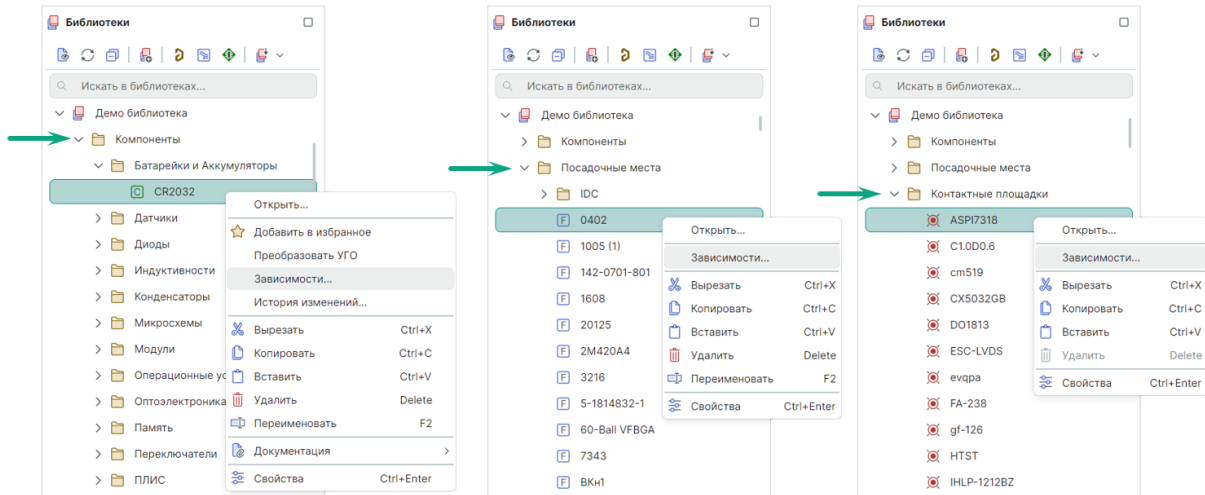 Библиотеки
Искать в библиотеках...
Демо библиотека
Компоненты
Батарейки и Аккумуляторы
CR2032
Датчики
Диоды
Индуктивности
Конденсаторы
Микросхемы
Модули
Операционные ус
Оптоэлектроника
Память
Переключатели
ПЛИС
Открыть...
Добавить в избранное
Преобразовать УГО
Зависимости...
История изменений...
Вырезать Ctrl+X
Копировать Ctrl+C
Вставить Ctrl+V
Удалить Delete
Переименовать F2
Документация
Свойства Ctrl+Enter
Библиотеки
Искать в библиотеках...
Демо библиотека
Компоненты
Посадочные места
IDC
0402
1005 (1)
142-0701-801
1608
20125
2M420A4
3216
5-1814832-1
60-Ball VFBGA
7343
ВКн1
Открыть...
Зависимости...
Вырезать Ctrl+X
Копировать Ctrl+C
Вставить Ctrl+V
Удалить Delete
Переименовать F2
Свойства Ctrl+Enter
Библиотеки
Искать в библиотеках...
Демо библиотека
Компоненты
Посадочные места
Контактные площадки
ASPI7318
C1.0D0.6
cm519
CX5032GB
DO1813
ESC-LVDS
evqpa
FA-238
gf-126
HTST
IHLP-1212BZ
Открыть...
Зависимости...
Вырезать Ctrl+X
Копировать Ctrl+C
Вставить Ctrl+V
Удалить Delete
Свойства Ctrl+Enter